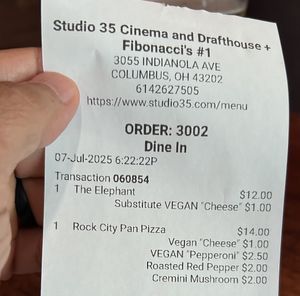 Studio 35 Cinema and Drafthouse +
Fibonacci's #1
3055 INDIANOLA AVE
COLUMBUS, OH 43202
6142627505
https://www.studio35.com/menu
ORDER: 3002
Dine In
07-Jul-2025 6:22:22P
Transaction 060854
1 The Elephant $12.00
Substitute VEGAN "Cheese" $1.00
1 Rock City Pan Pizza $14.00
Vegan "Cheese" $1.00
VEGAN "Pepperoni" $2.50
Roasted Red Pepper $2.00
Cremini Mushroom $2.00